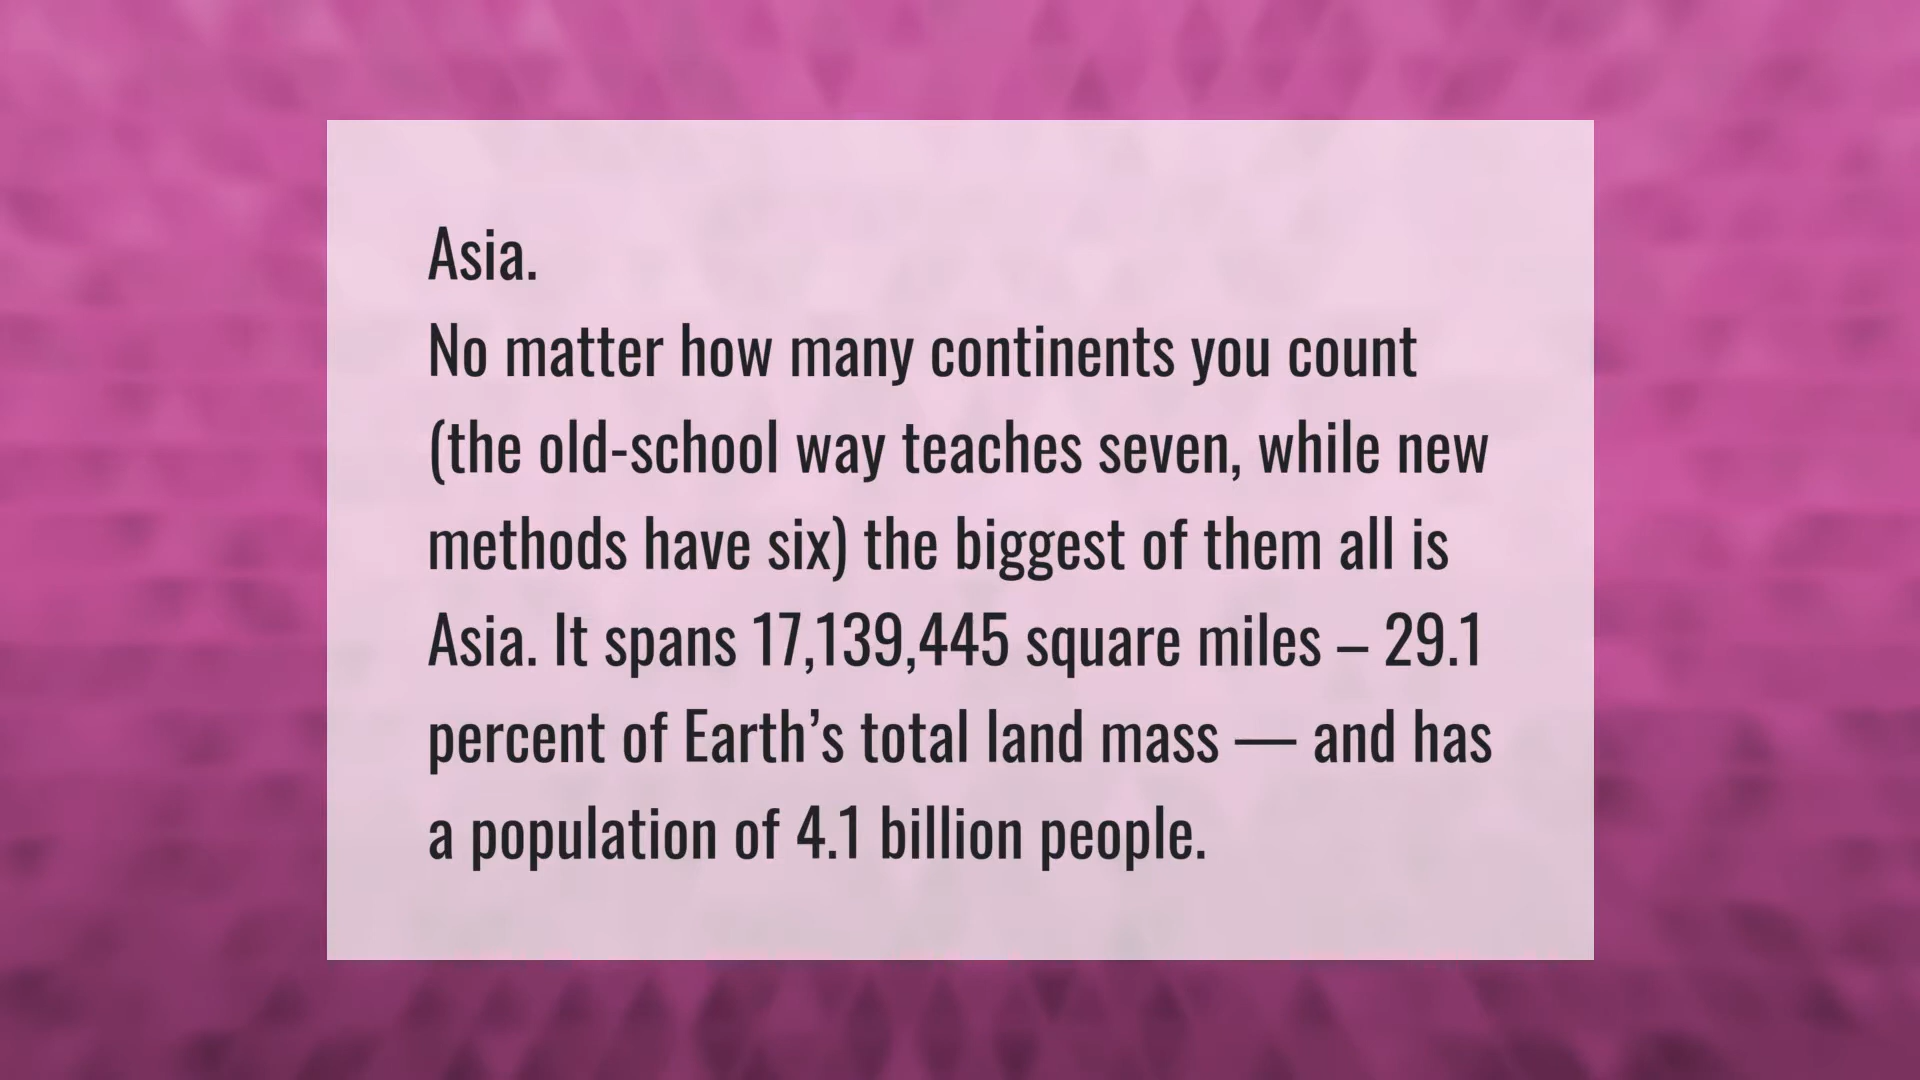 Asia.
No matter how many continents you count
(the old-school way teaches seven, while new
methods have six) the biggest of them all is
Asia. It spans 17,139,445 square miles – 29.1
percent of Earth’s total land mass — and has
a population of 4.1 billion people.